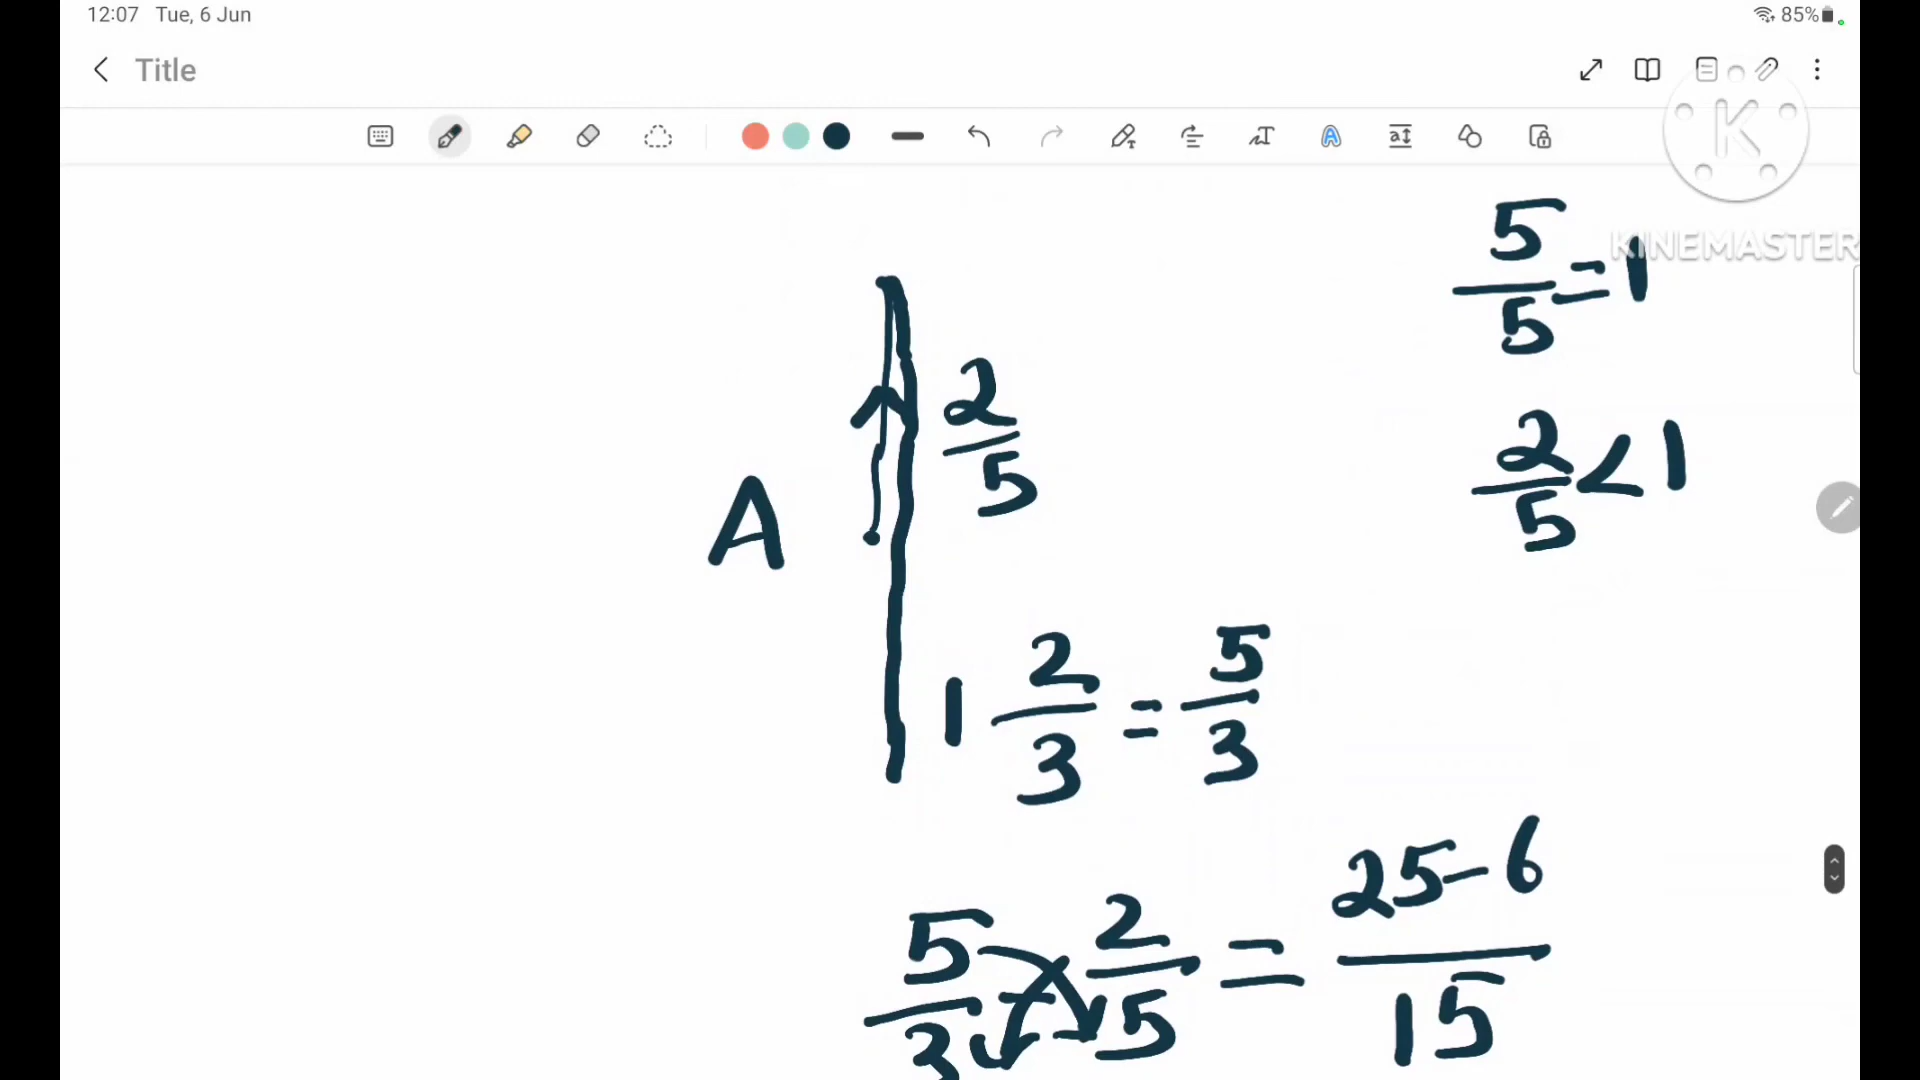 12:07 Tue, 6 Jun
85%
Title
K
KINEMASTER
5/5 = 1
2/5
2/5 < 1
A
1 2/3 = 5/3
5/3 - 2/5 = 25-6/15